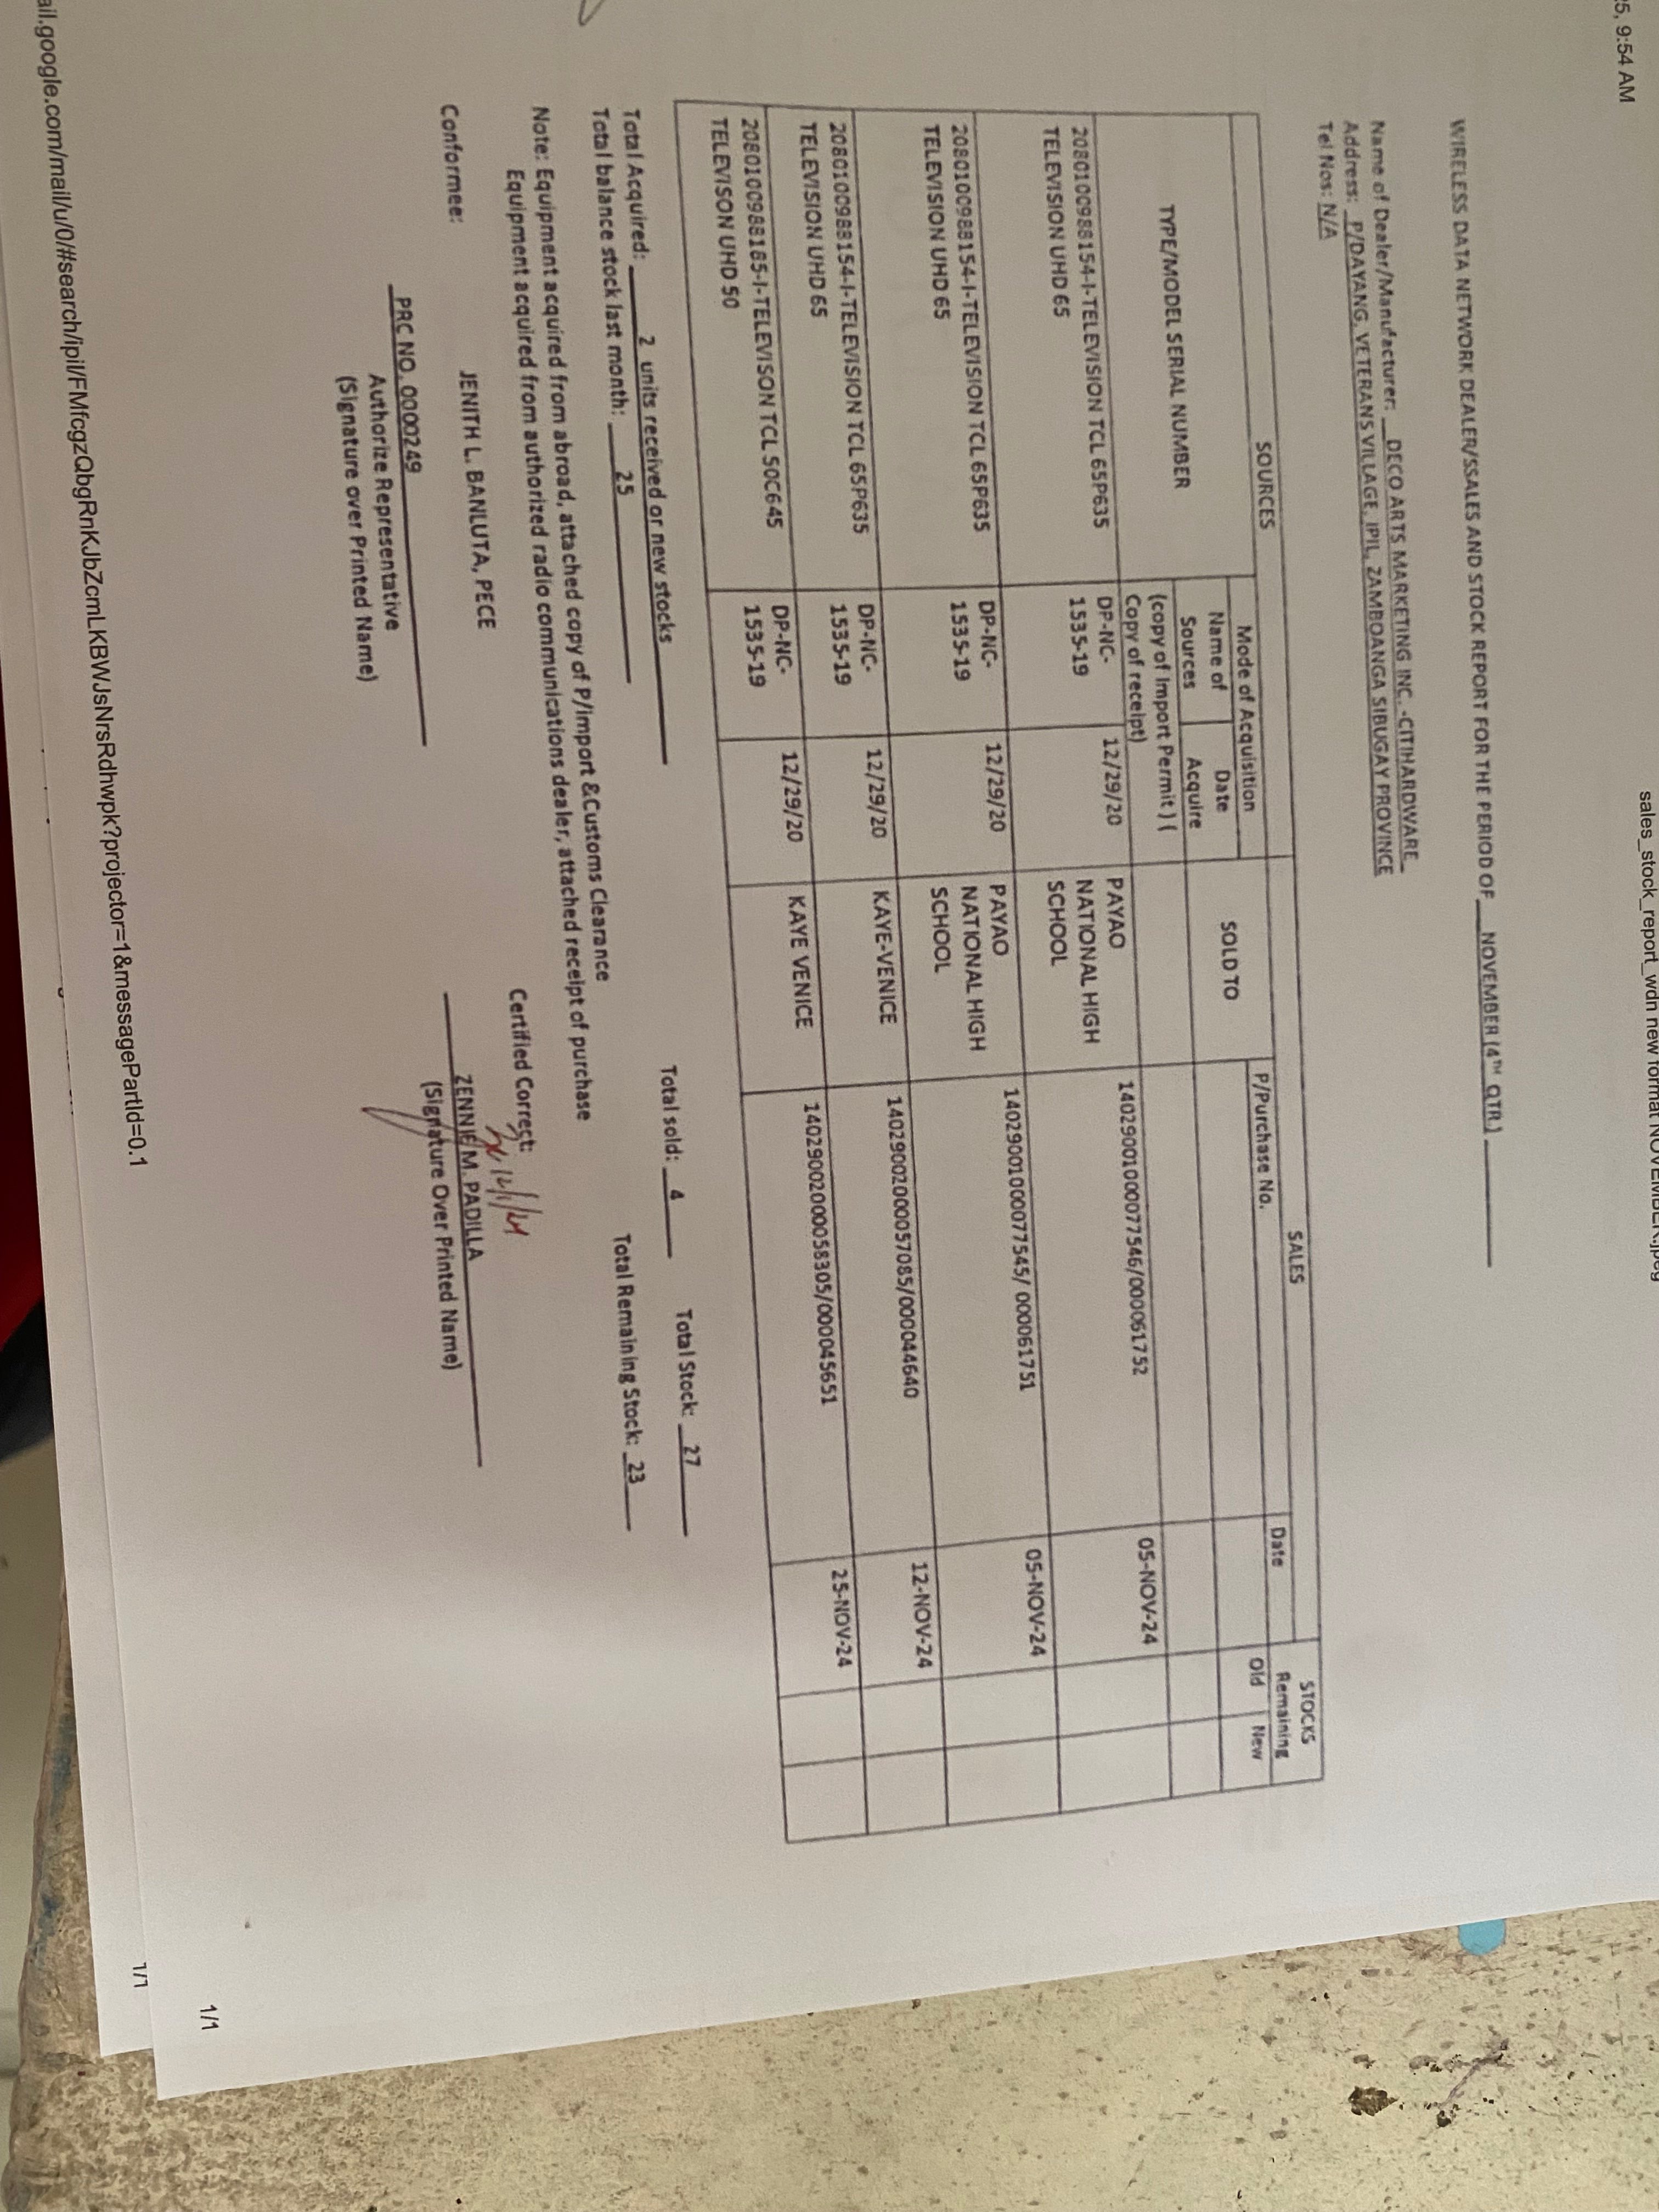 25, 9:54 AM
sales_stock_report_wdn new format NOVEMBER.jpeg
WIRELESS DATA NETWORK DEALER/SSALES AND STOCK REPORT FOR THE PERIOD OF NOVEMBER (4TH QTR.)
Name of Dealer/Manufacturer: DECO ARTS MARKETING INC. -CITIHARDWARE
Address: P/DAYANG, VETERANS VILLAGE, IPIL, ZAMBOANGA SIBUGAY PROVINCE
Tel Nos: N/A
SOURCES SALES STOCKS
TYPE/MODEL SERIAL NUMBER Mode of Acquisition SOLD TO P/Purchase No. Date Remaining
Name of Sources Date Acquire Old New
(copy of Import Permit ) (
Copy of receipt)
2080100988154-I-TELEVISION TCL 65P635 DP-NC- 12/29/20 PAYAO 14029001000077546/000061752 05-NOV-24
TELEVISION UHD 65 1535-19 NATIONAL HIGH
SCHOOL
2080100988154-I-TELEVISION TCL 65P635 DP-NC- 12/29/20 PAYAO 14029001000077545/ 000061751 05-NOV-24
TELEVISION UHD 65 1535-19 NATIONAL HIGH
SCHOOL
2080100988154-I-TELEVISION TCL 65P635 DP-NC- 12/29/20 KAYE-VENICE 14029002000057085/000044640 12-NOV-24
TELEVISION UHD 65 1535-19
2080100988185-I-TELEVISON TCL 50C645 DP-NC- 12/29/20 KAYE VENICE 14029002000058305/000045651 25-NOV-24
TELEVISON UHD 50 1535-19
Total Acquired: 2 units received or new stocks Total sold: 4 Total Stock: 27
Total balance stock last month: 25 Total Remaining Stock: 23
Note: Equipment acquired from abroad, attached copy of P/import &Customs Clearance
Equipment acquired from authorized radio communications dealer, attached receipt of purchase
Conformee: Certified Correct:
12/1/24
JENITH L. BANLUTA, PECE ZENNIE M. PADILLA
(Signature Over Printed Name)
PRC NO. 0000249
Authorize Representative
(Signature over Printed Name)
1/1
ail.google.com/mail/u/0/#search/ipil/FMfcgzQbgRnKJbZcmLKBWJsNrsRdhwpk?projector=1&messagePartId=0.1
1/1